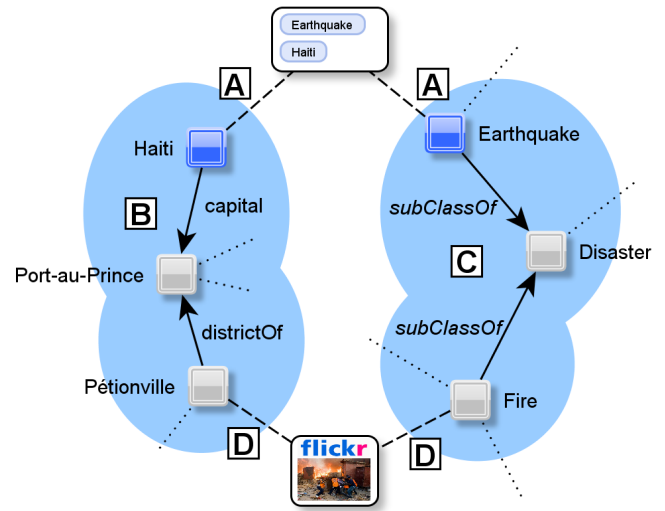 Earthquake
Haiti
A
A
Haiti
Earthquake
capital
subClassOf
B
C
Port-au-Prince
Disaster
districtOf
subClassOf
Pétionville
Fire
D
flickr
D